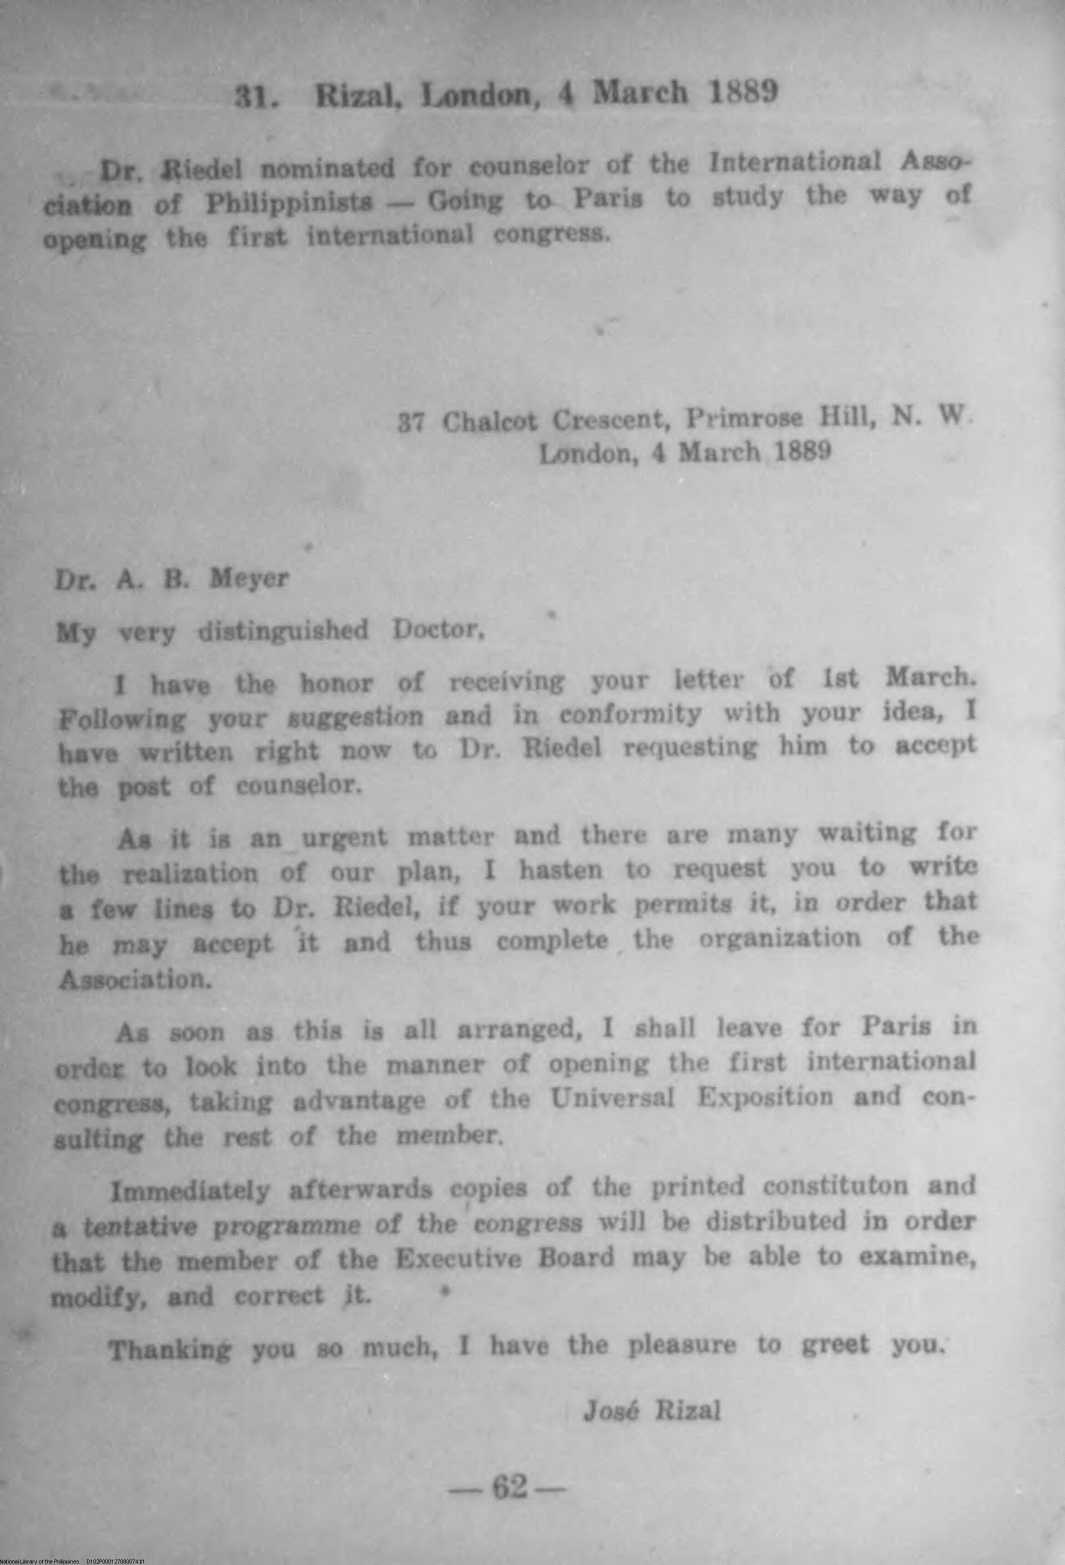 31. Rizal, London, 4 March 1889
Dr. Riedel nominated for counselor of the International Asso-
ciation of Philippinists — Going to Paris to study the way of
opening the first international congress.
37 Chalcot Crescent, Primrose Hill, N. W.
London, 4 March 1889
Dr. A. B. Meyer
My very distinguished Doctor,
I have the honor of receiving your letter of 1st March.
Following your suggestion and in conformity with your idea, I
have written right now to Dr. Riedel requesting him to accept
the post of counselor.
As it is an urgent matter and there are many waiting for
the realization of our plan, I hasten to request you to write
a few lines to Dr. Riedel, if your work permits it, in order that
he may accept it and thus complete the organization of the
Association.
As soon as this is all arranged, I shall leave for Paris in
order to look into the manner of opening the first international
congress, taking advantage of the Universal Exposition and con-
sulting the rest of the member.
Immediately afterwards copies of the printed constituton and
a tentative programme of the congress will be distributed in order
that the member of the Executive Board may be able to examine,
modify, and correct it.
Thanking you so much, I have the pleasure to greet you.
José Rizal
— 62 —
National Library of the Philippines